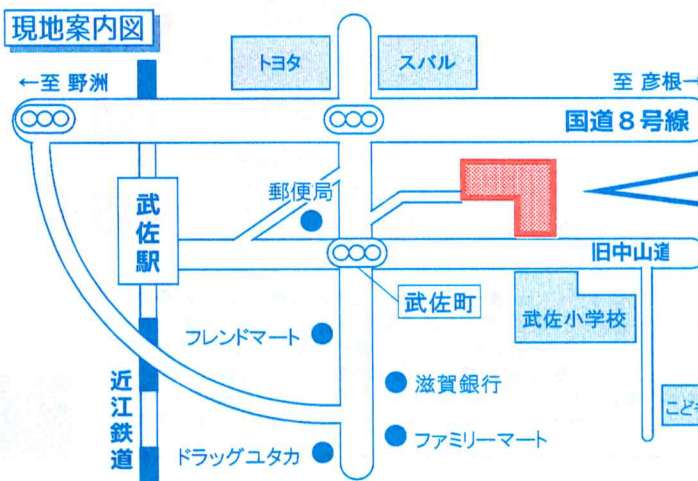 現地案内図
トヨタ
スバル
←至 野洲
至 彦根→
国道8号線
郵便局
武佐駅
旧中山道
武佐町
武佐小学校
フレンドマート
滋賀銀行
近江鉄道
ファミリーマート
ドラッグユタカ
こど